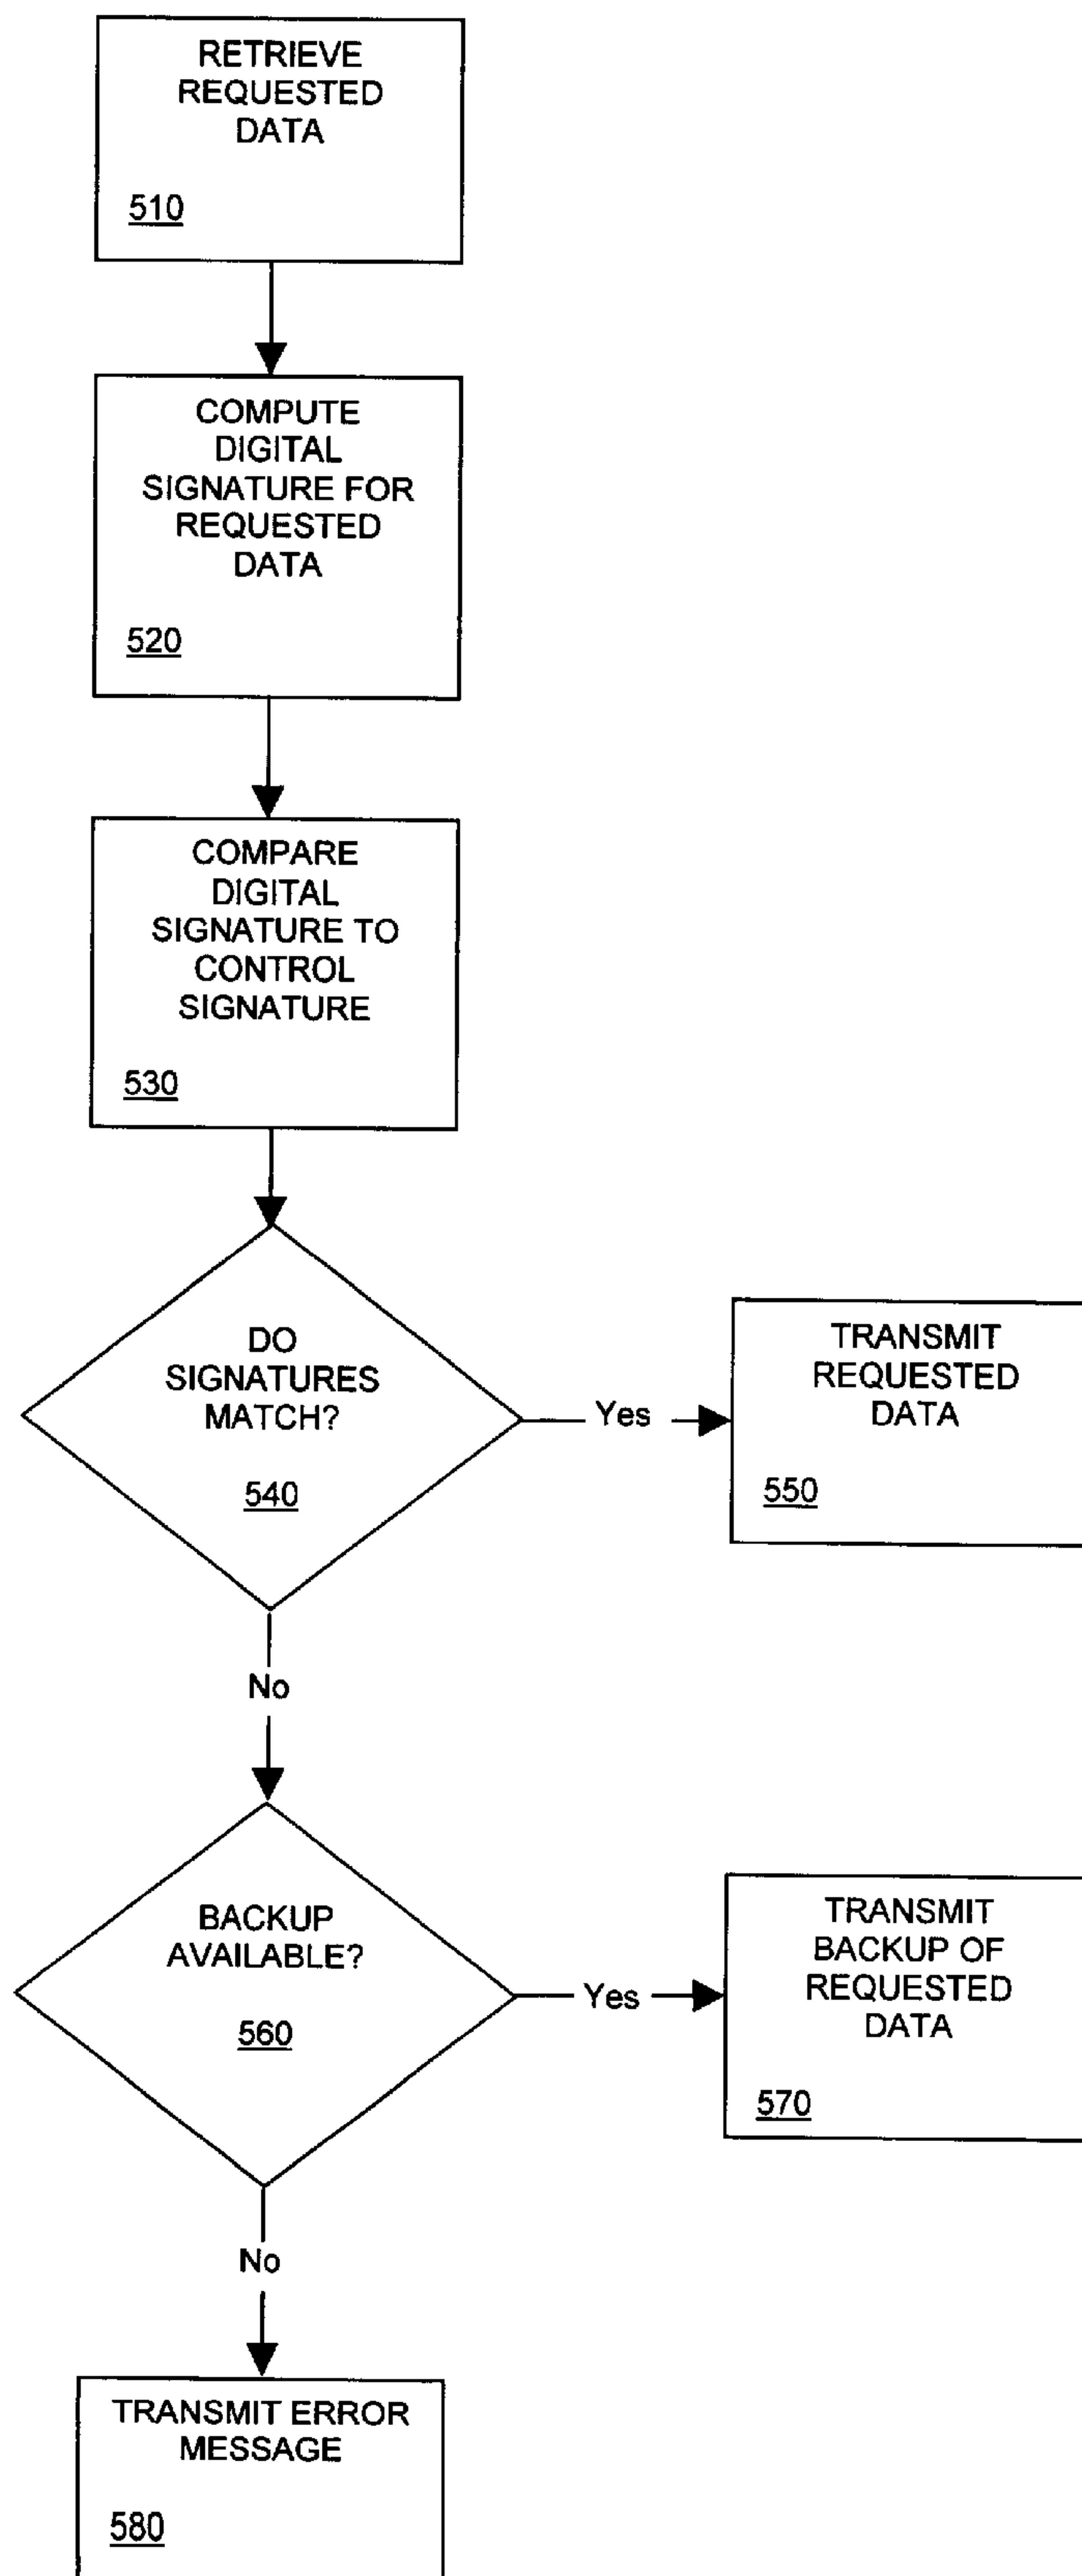 RETRIEVE
REQUESTED
DATA
510
COMPUTE
DIGITAL
SIGNATURE FOR
REQUESTED
DATA
520
COMPARE
DIGITAL
SIGNATURE TO
CONTROL
SIGNATURE
530
DO
SIGNATURES
MATCH?
540
Yes
TRANSMIT
REQUESTED
DATA
550
No
BACKUP
AVAILABLE?
560
Yes
TRANSMIT
BACKUP OF
REQUESTED
DATA
570
No
TRANSMIT ERROR
MESSAGE
580